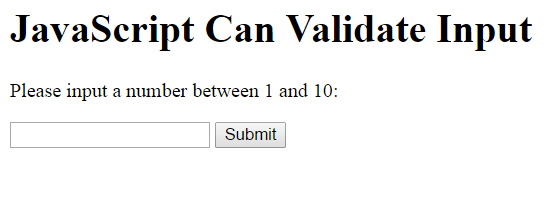 JavaScript Can Validate Input
Please input a number between 1 and 10:
Submit